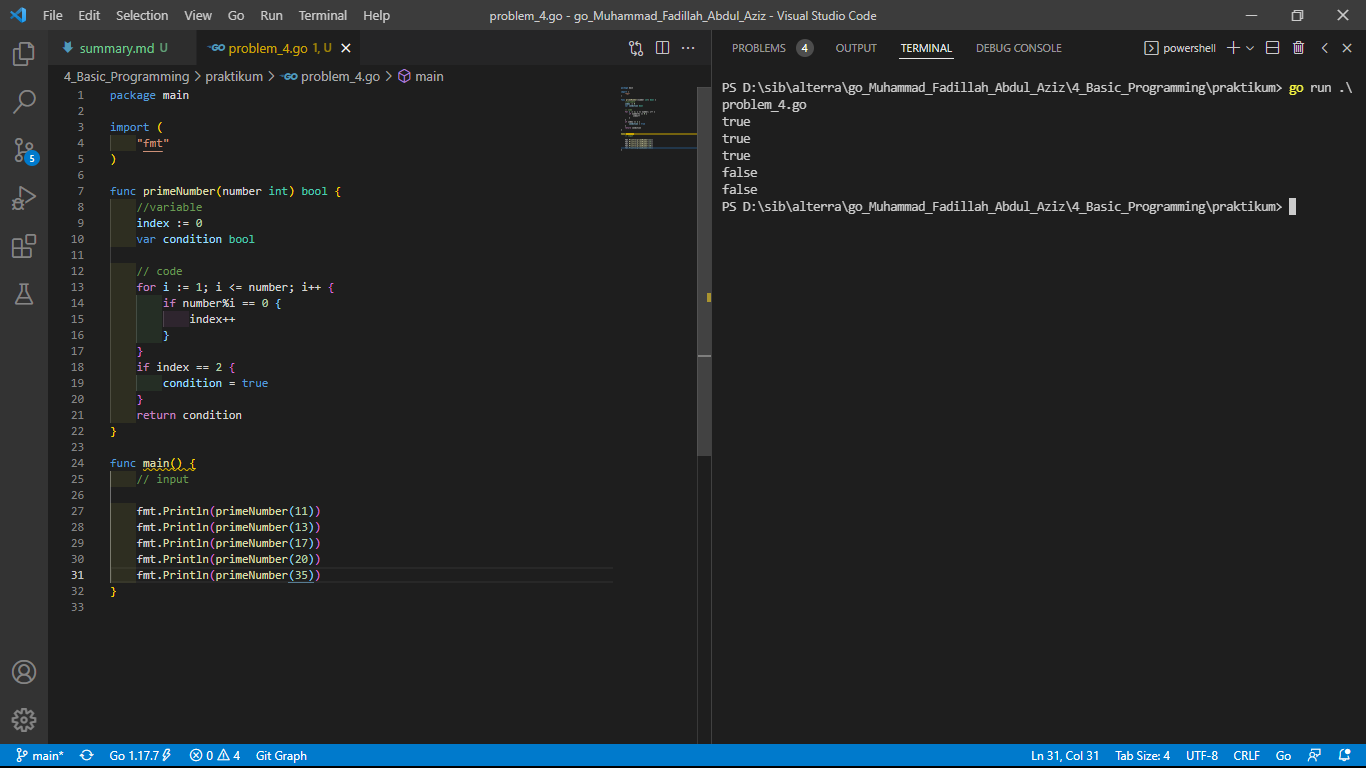 File Edit Selection View Go Run Terminal Help problem_4.go - go_Muhammad_Fadillah_Abdul_Aziz - Visual Studio Code
summary.md U problem_4.go 1, U
4_Basic_Programming > praktikum > problem_4.go > main
1 package main
2
3 import (
4 "fmt"
5 )
6
7 func primeNumber(number int) bool {
8 //variable
9 index := 0
10 var condition bool
11
12 // code
13 for i := 1; i <= number; i++ {
14 if number%i == 0 {
15 index++
16 }
17 }
18 if index == 2 {
19 condition = true
20 }
21 return condition
22 }
23
24 func main() {
25 // input
26
27 fmt.Println(primeNumber(11))
28 fmt.Println(primeNumber(13))
29 fmt.Println(primeNumber(17))
30 fmt.Println(primeNumber(20))
31 fmt.Println(primeNumber(35))
32 }
33
PROBLEMS 4 OUTPUT TERMINAL DEBUG CONSOLE powershell
PS D:\sib\alterra\go_Muhammad_Fadillah_Abdul_Aziz\4_Basic_Programming\praktikum> go run .\
problem_4.go
true
true
true
false
false
PS D:\sib\alterra\go_Muhammad_Fadillah_Abdul_Aziz\4_Basic_Programming\praktikum>
5
main* Go 1.17.7 0 4 Git Graph Ln 31, Col 31 Tab Size: 4 UTF-8 CRLF Go